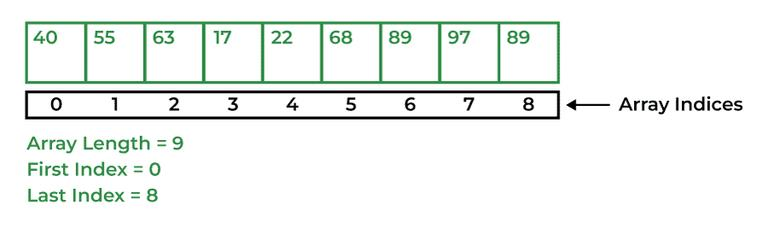 40 55 63 17 22 68 89 97 89
0 1 2 3 4 5 6 7 8 Array Indices
Array Length = 9
First Index = 0
Last Index = 8